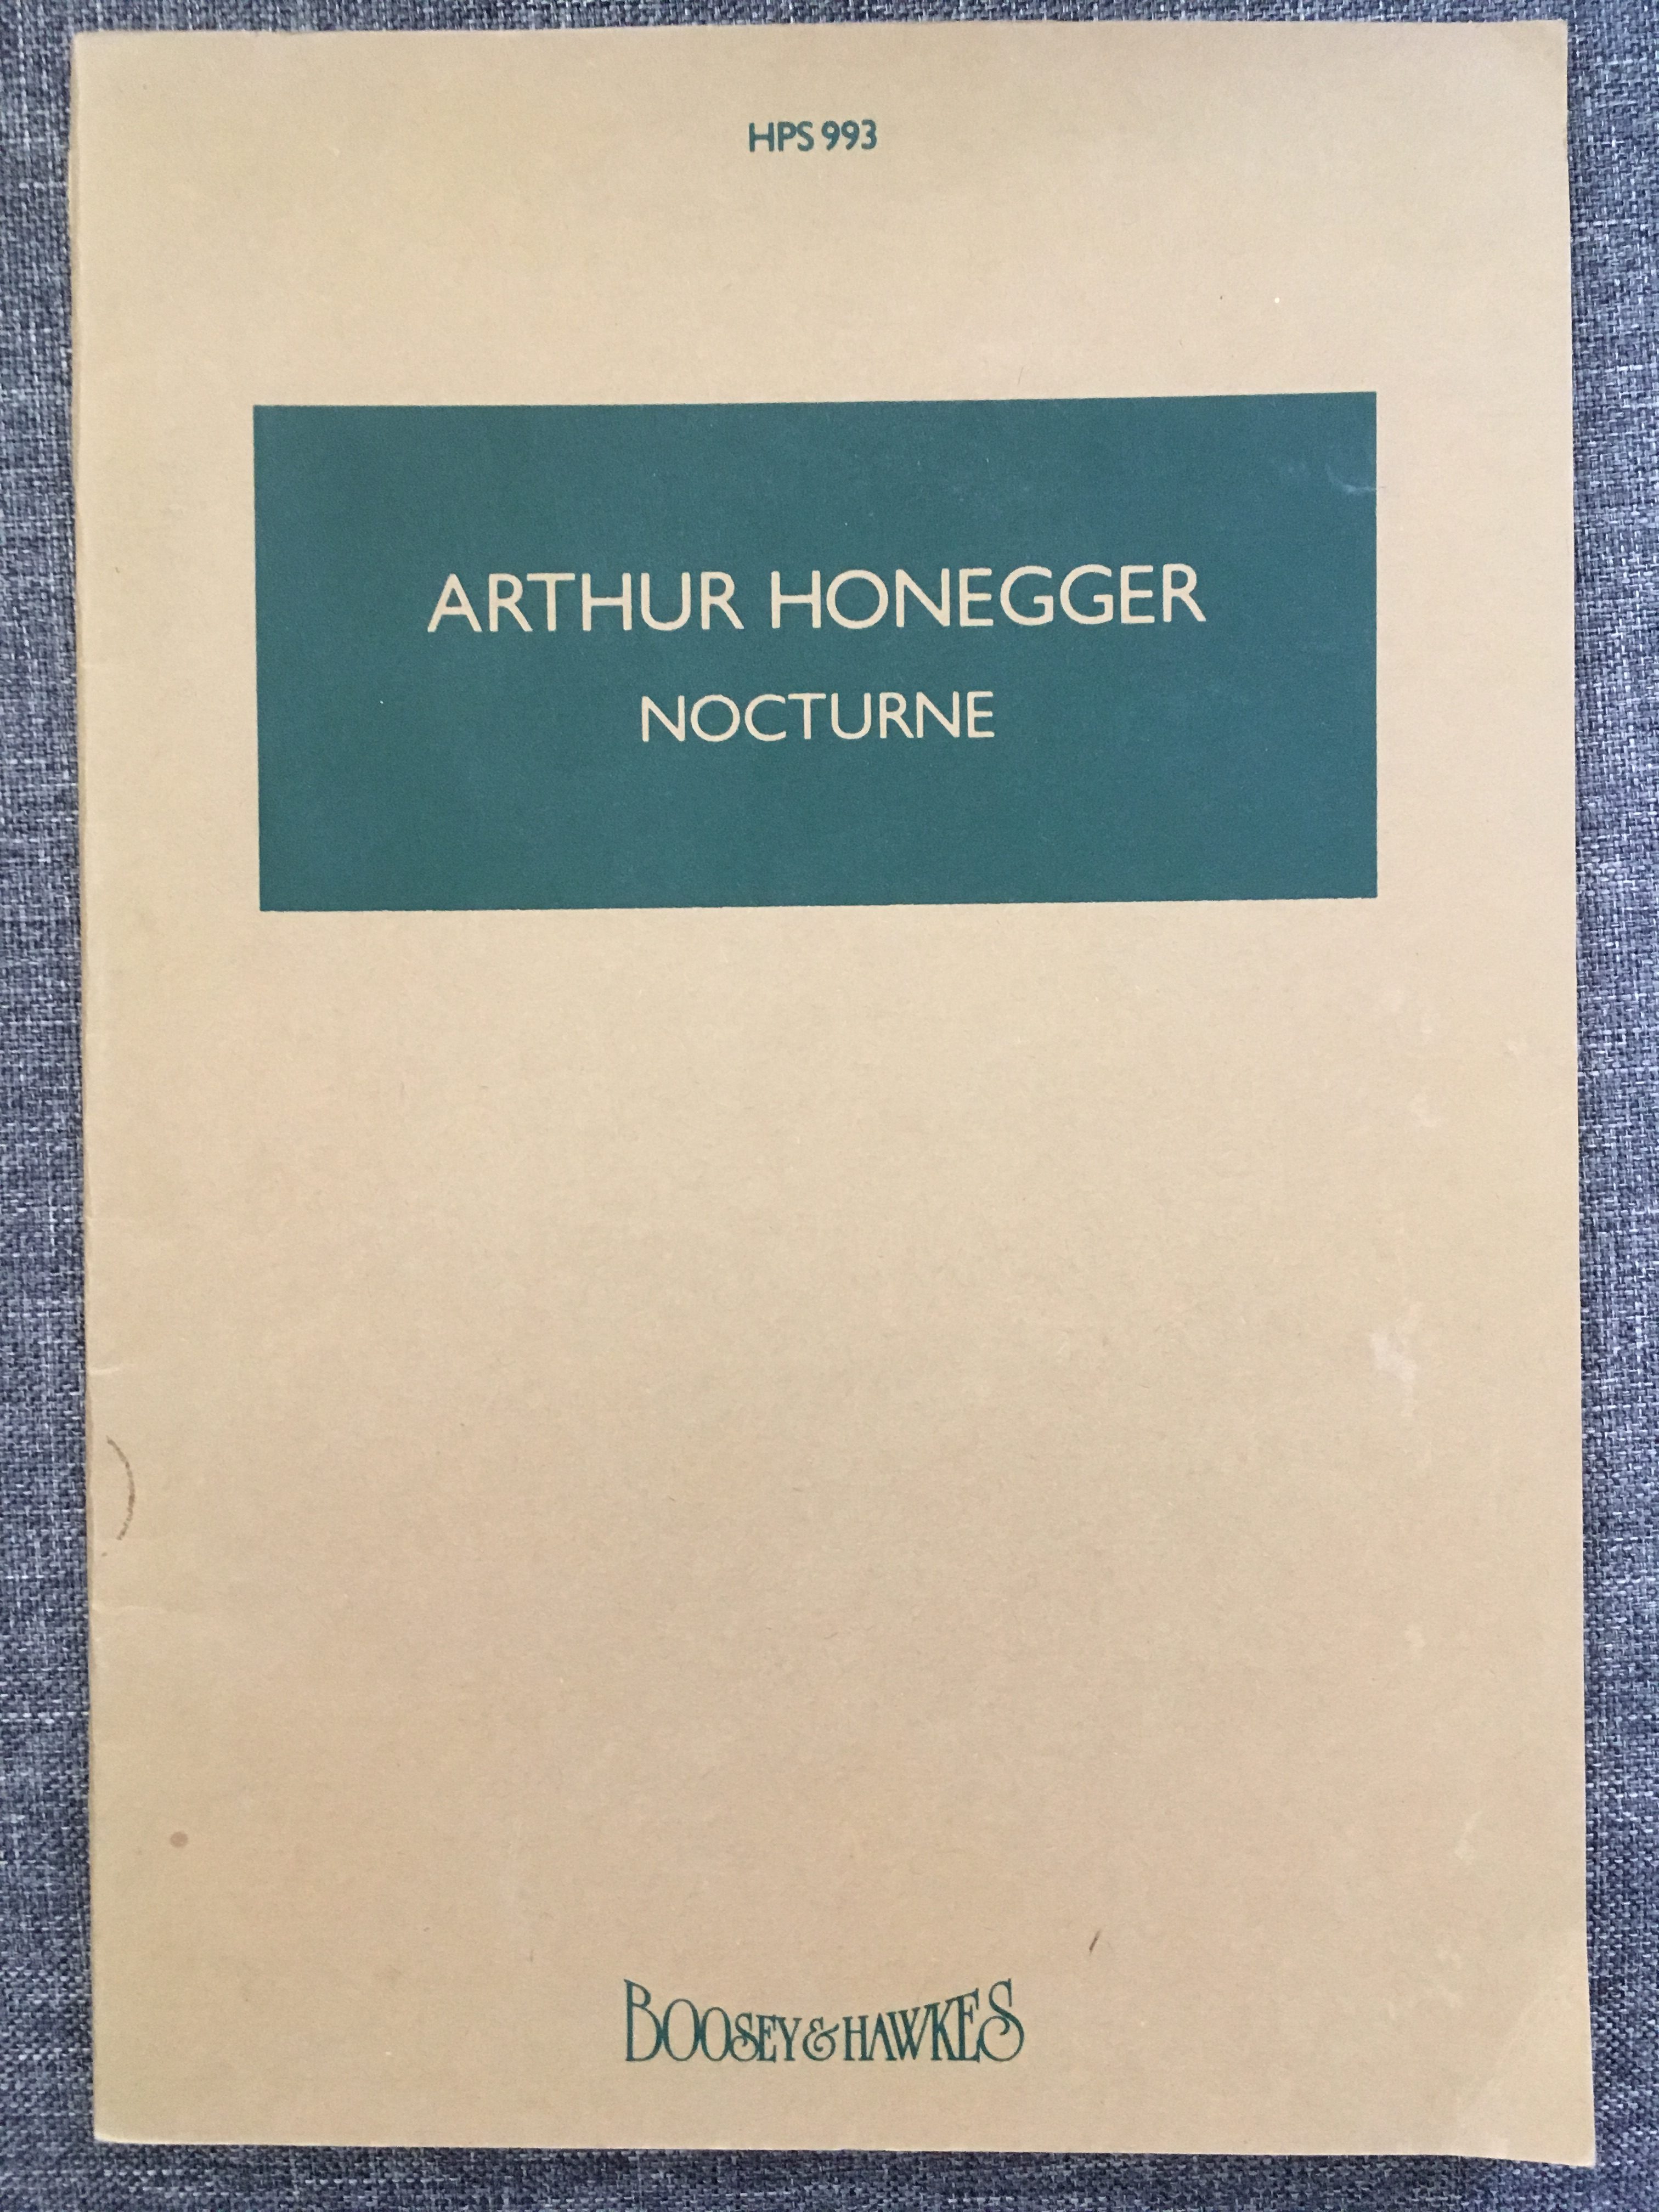 HPS 993
ARTHUR HONEGGER
NOCTURNE
BOOSEY & HAWKES